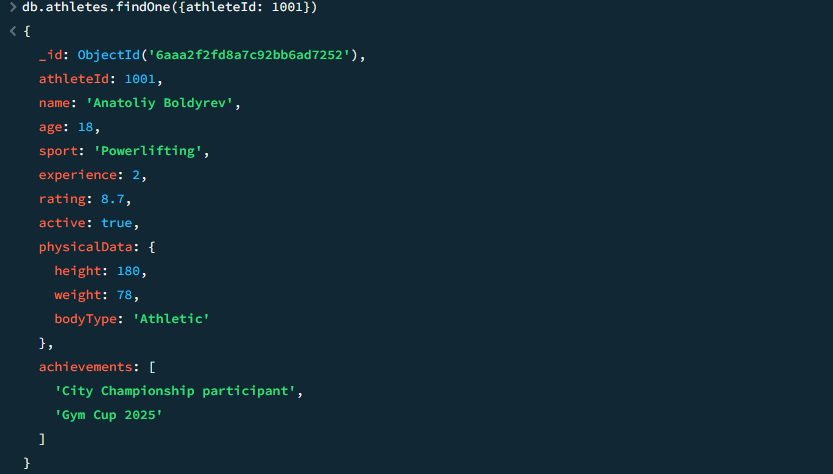 > db.athletes.findOne({athleteId: 1001})
< {
_id: ObjectId('6aaa2f2fd8a7c92bb6ad7252'),
athleteId: 1001,
name: 'Anatoliy Boldyrev',
age: 18,
sport: 'Powerlifting',
experience: 2,
rating: 8.7,
active: true,
physicalData: {
height: 180,
weight: 78,
bodyType: 'Athletic'
},
achievements: [
'City Championship participant',
'Gym Cup 2025'
]
}